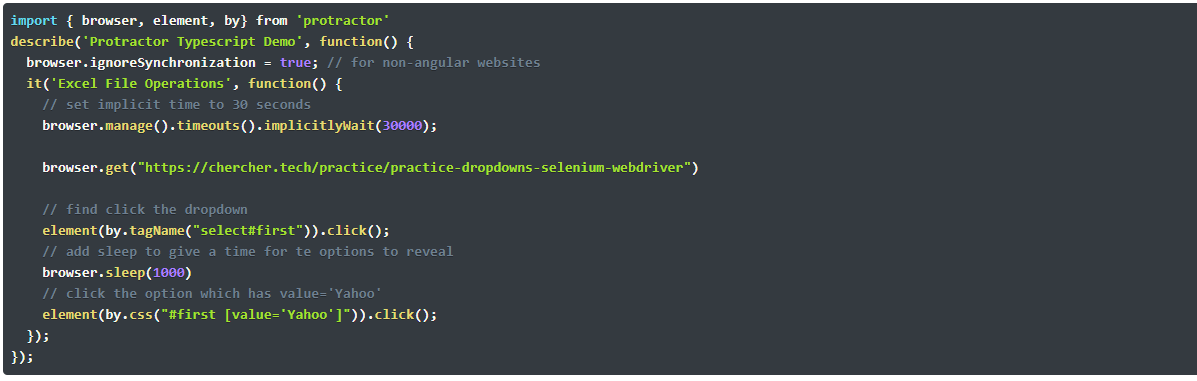 import { browser, element, by} from 'protractor'
describe('Protractor Typescript Demo', function() {
browser.ignoreSynchronization = true; // for non-angular websites
it('Excel File Operations', function() {
// set implicit time to 30 seconds
browser.manage().timeouts().implicitlyWait(30000);
browser.get("https://chercher.tech/practice/practice-dropdowns-selenium-webdriver")
// find click the dropdown
element(by.tagName("select#first")).click();
// add sleep to give a time for te options to reveal
browser.sleep(1000)
// click the option which has value='Yahoo'
element(by.css("#first [value='Yahoo']")).click();
});
});